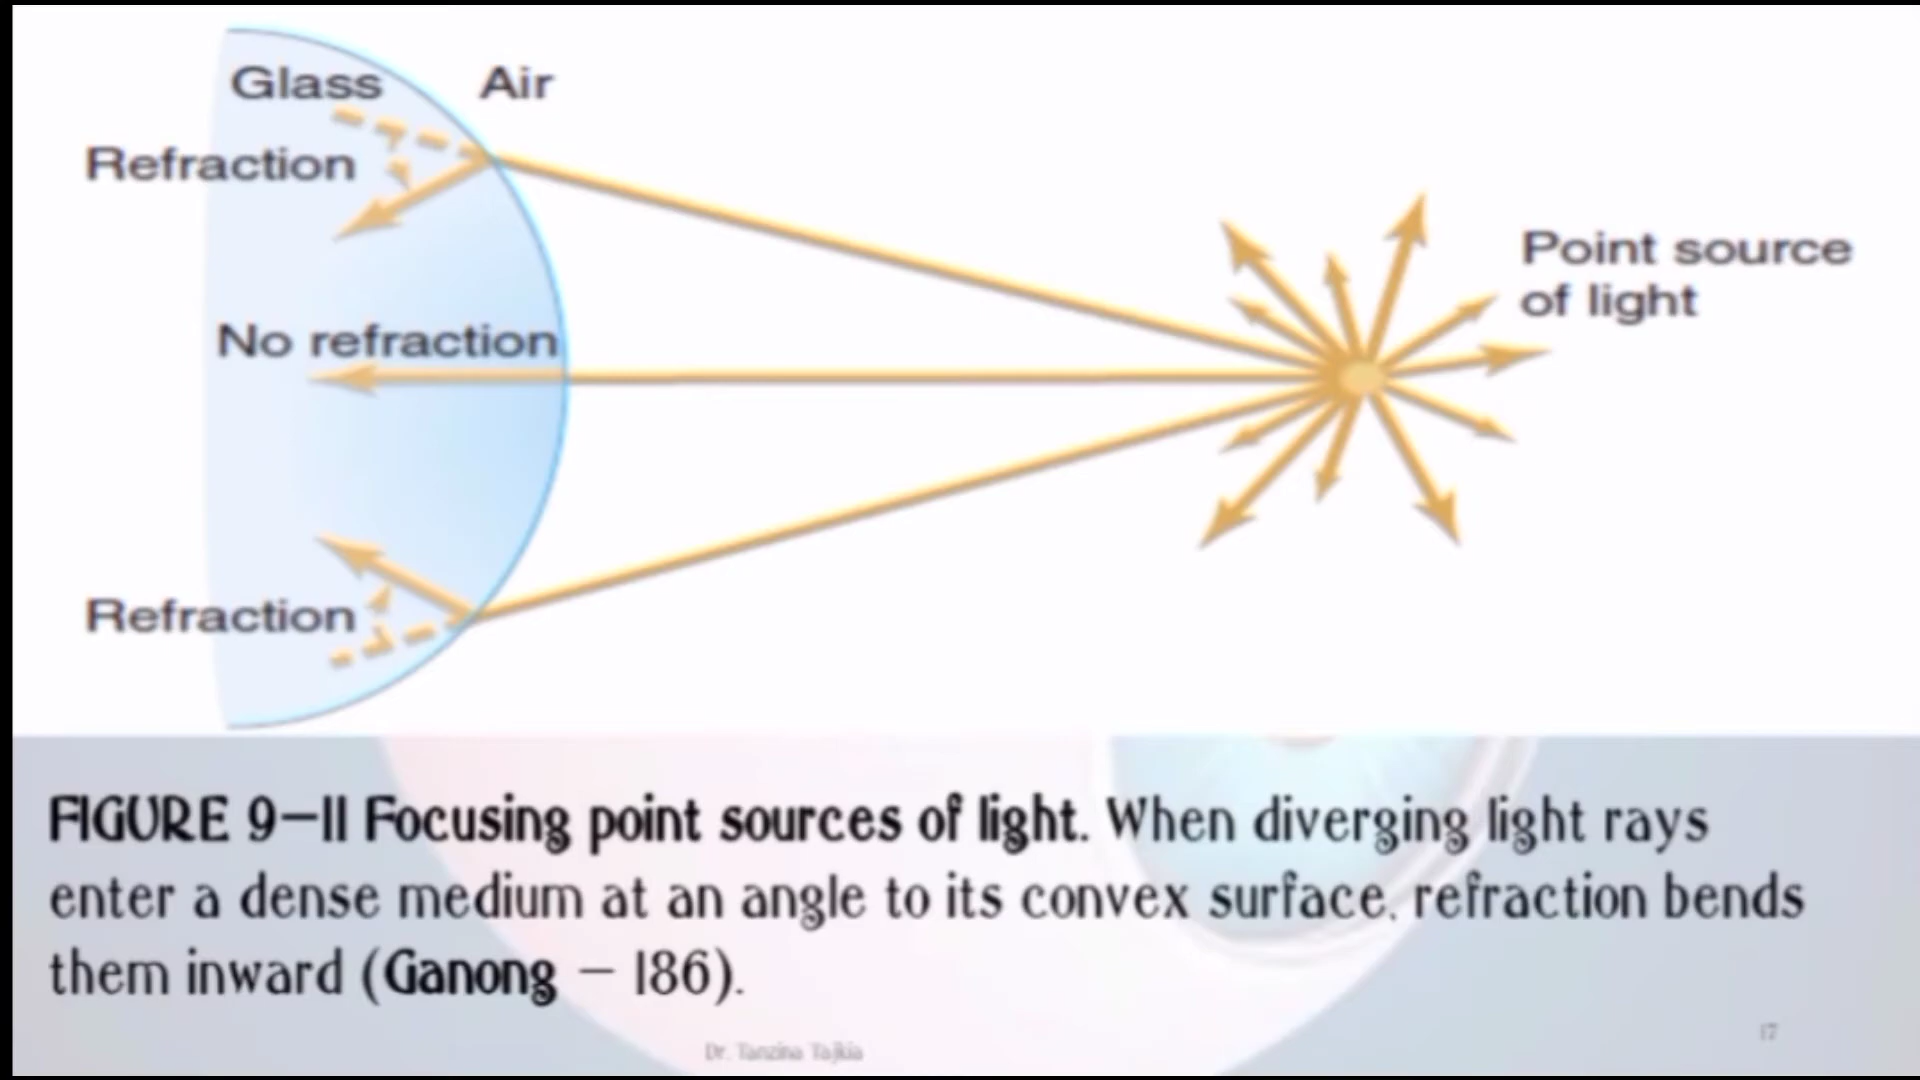 Glass Air
Refraction
Point source
of light
No refraction
Refraction
FIGURE 9–11 Focusing point sources of light. When diverging light rays
enter a dense medium at an angle to its convex surface, refraction bends
them inward (Ganong – 186).
Dr. Tanzina Tajkia
17